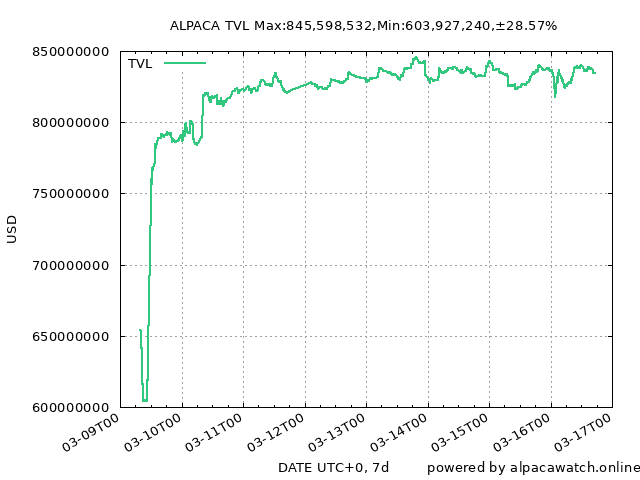 ALPACA TVL Max:845,598,532,Min:603,927,240,±28.57%
850000000
TVL
800000000
750000000
USD
700000000
650000000
600000000
03-09T00 03-10T00 03-11T00 03-12T00 03-13T00 03-14T00 03-15T00 03-16T00 03-17T00
DATE UTC+0, 7d powered by alpacawatch.online